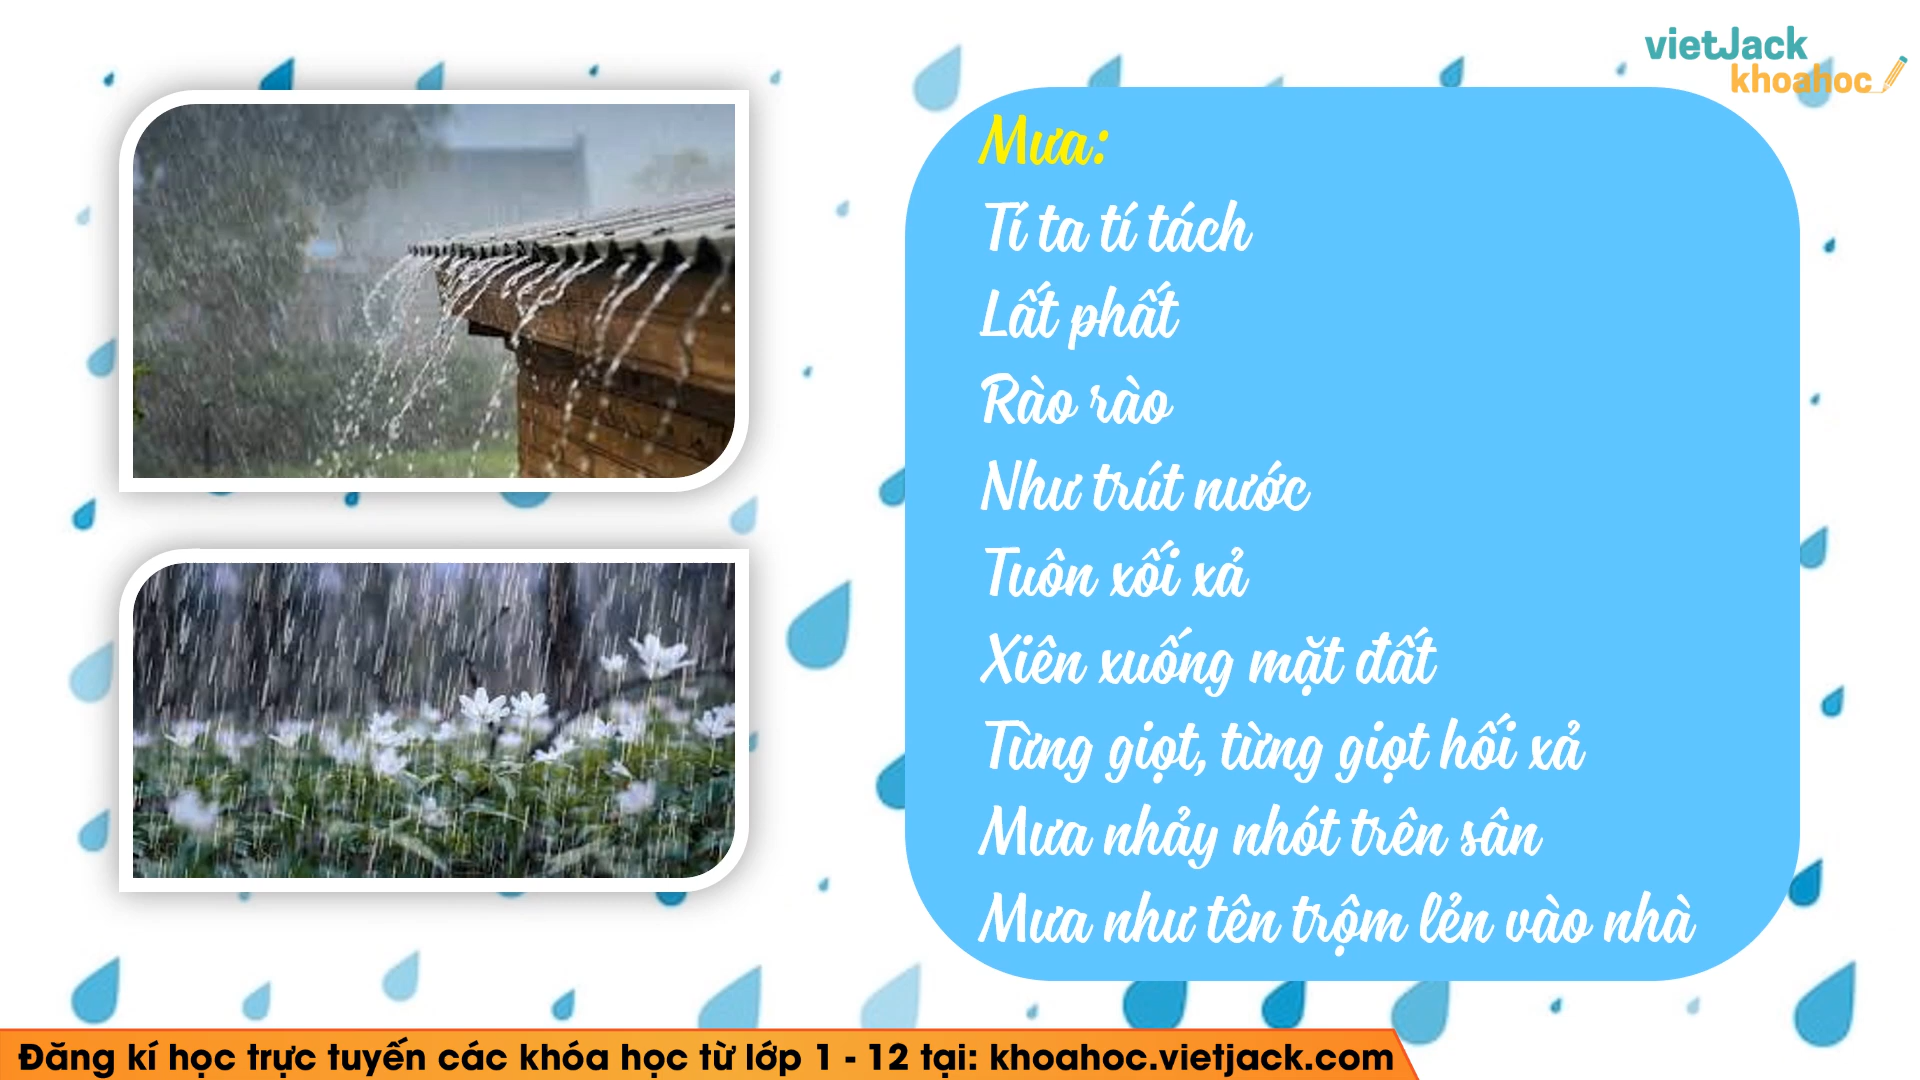 vietJack
khoahoc
Mưa:
Tí ta tí tách
Lất phất
Rào rào
Như trút nước
Tuôn xối xả
Xiên xuống mặt đất
Từng giọt, từng giọt hối xả
Mưa nhảy nhót trên sân
Mưa như tên trộm lẻn vào nhà
Đăng kí học trực tuyến các khóa học từ lớp 1 - 12 tại: khoahoc.vietjack.com